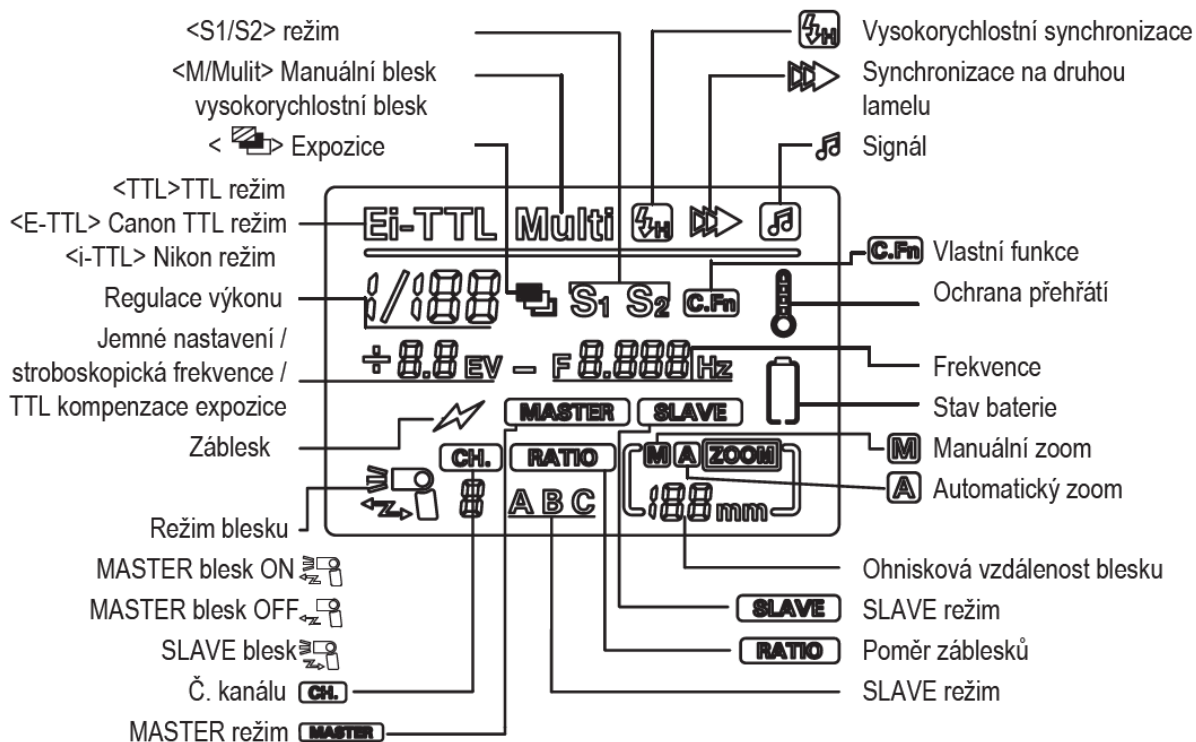 <S1/S2> režim
<M/Mulit> Manuální blesk
vysokorychlostní blesk
< > Expozice
<TTL>TTL režim
<E-TTL> Canon TTL režim
<i-TTL> Nikon režim
Regulace výkonu
Jemné nastavení /
stroboskopická frekvence /
TTL kompenzace expozice
Záblesk
Režim blesku
MASTER blesk ON
MASTER blesk OFF
SLAVE blesk
Č. kanálu CH.
MASTER režim MASTER
Ei-TTL Multi H
1/188 S1 S2 C.Fn
÷8.8 EV – F 8.888 Hz
MASTER SLAVE
CH. RATIO M A ZOOM
8 A B C 188 mm
H Vysokorychlostní synchronizace
Synchronizace na druhou
lamelu
Signál
C.Fn Vlastní funkce
Ochrana přehřátí
Frekvence
Stav baterie
M Manuální zoom
A Automatický zoom
Ohnisková vzdálenost blesku
SLAVE SLAVE režim
RATIO Poměr záblesků
SLAVE režim